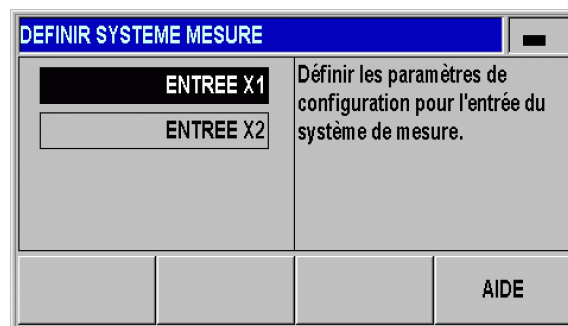 DEFINIR SYSTEME MESURE
ENTREE X1
ENTREE X2
Définir les paramètres de
configuration pour l'entrée du
système de mesure.
AIDE